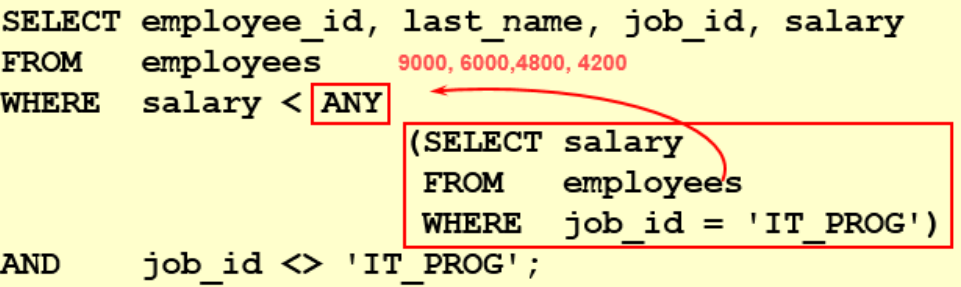 SELECT employee_id, last_name, job_id, salary
FROM employees 9000, 6000,4800, 4200
WHERE salary < ANY
(SELECT salary
FROM employees
WHERE job_id = 'IT_PROG')
AND job_id <> 'IT_PROG';